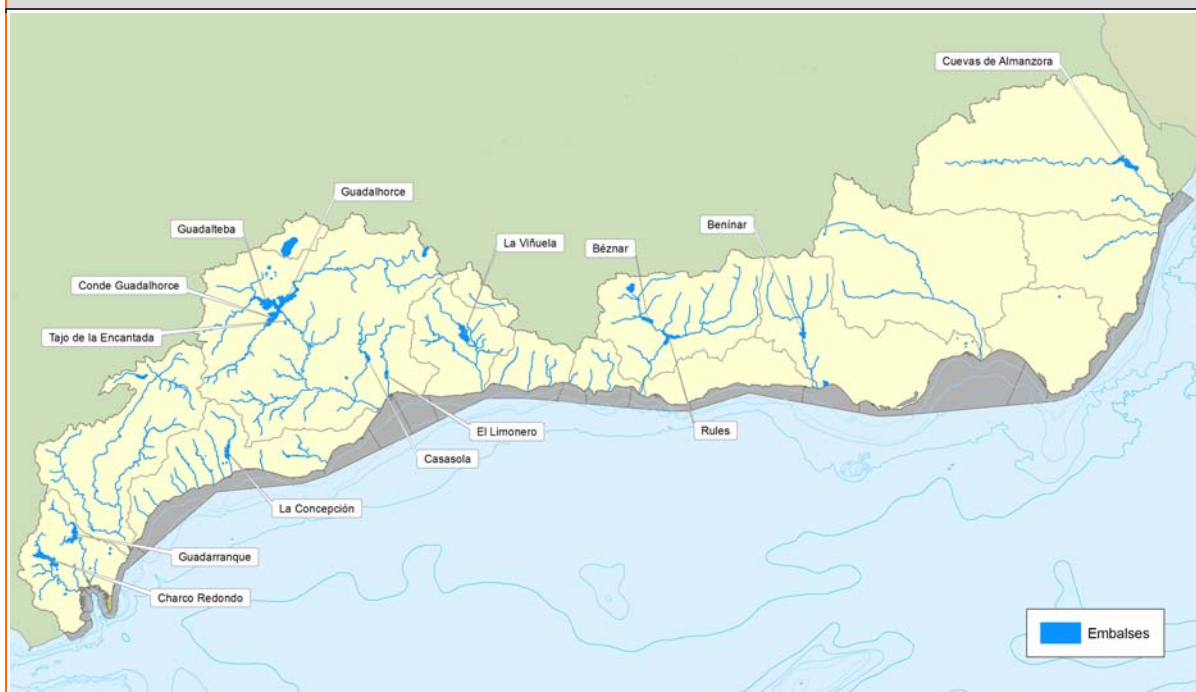 Cuevas de Almanzora
Guadalhorce
Guadalteba
La Viñuela
Benínar
Béznar
Conde Guadalhorce
Tajo de la Encantada
El Limonero
Rules
Casasola
La Concepción
Guadarranque
Charco Redondo
Embalses